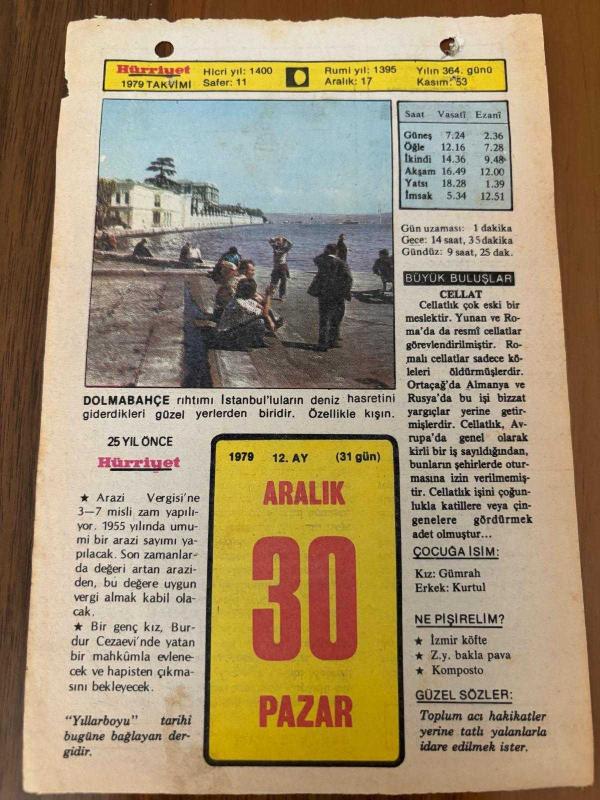 Hürriyet
1979 TAKVİMİ
Hicri yıl: 1400
Safer: 11
Rumi yıl: 1395
Aralık: 17
Yılın 364. günü
Kasım: 53
Saat Vasatî Ezanî
Güneş 7.24 2.36
Öğle 12.16 7.28
İkindi 14.36 9.48
Akşam 16.49 12.00
Yatsı 18.28 1.39
İmsak 5.34 12.51
Gün uzaması: 1 dakika
Gece: 14 saat, 35 dakika
Gündüz: 9 saat, 25 dak.
DOLMABAHÇE rıhtımı İstanbul'luların deniz hasretini
giderdikleri güzel yerlerden biridir. Özellikle kışın.
BÜYÜK BULUŞLAR
CELLAT
Cellatlık çok eski bir
meslektir. Yunan ve Ro-
ma'da da resmî cellatlar
görevlendirilmiştir. Ro-
malı cellatlar sadece kö-
leleri öldürmüşlerdir.
Ortaçağ'da Almanya ve
Rusya'da bu işi bizzat
yargıçlar yerine getir-
mişlerdir. Cellatlık, Av-
rupa'da genel olarak
kirli bir iş sayıldığından,
bunların şehirlerde otur-
masına izin verilmemiş-
tir. Cellatlık işini çoğun-
lukla katillere veya çin-
genelere gördürmek
adet olmuştur...
25 YIL ÖNCE
Hürriyet
★ Arazi Vergisi'ne
3—7 misli zam yapılı-
yor. 1955 yılında umu-
mi bir arazi sayımı ya-
pılacak. Son zamanlar-
da değeri artan arazi-
den, bu değere uygun
vergi almak kabil ola-
cak.
★ Bir genç kız, Bur-
dur Cezaevi'nde yatan
bir mahkûmla evlene-
cek ve hapisten çıkma-
sını bekleyecek.
"Yıllarboyu" tarihi
bugüne bağlayan der-
gidir.
1979 12. AY (31 gün)
ARALIK
30
PAZAR
ÇOCUĞA İSİM:
Kız: Gümrah
Erkek: Kurtul
NE PİŞİRELİM?
★ İzmir köfte
★ Z.y. bakla pava
★ Komposto
GÜZEL SÖZLER:
Toplum acı hakikatler
yerine tatlı yalanlarla
idare edilmek ister.